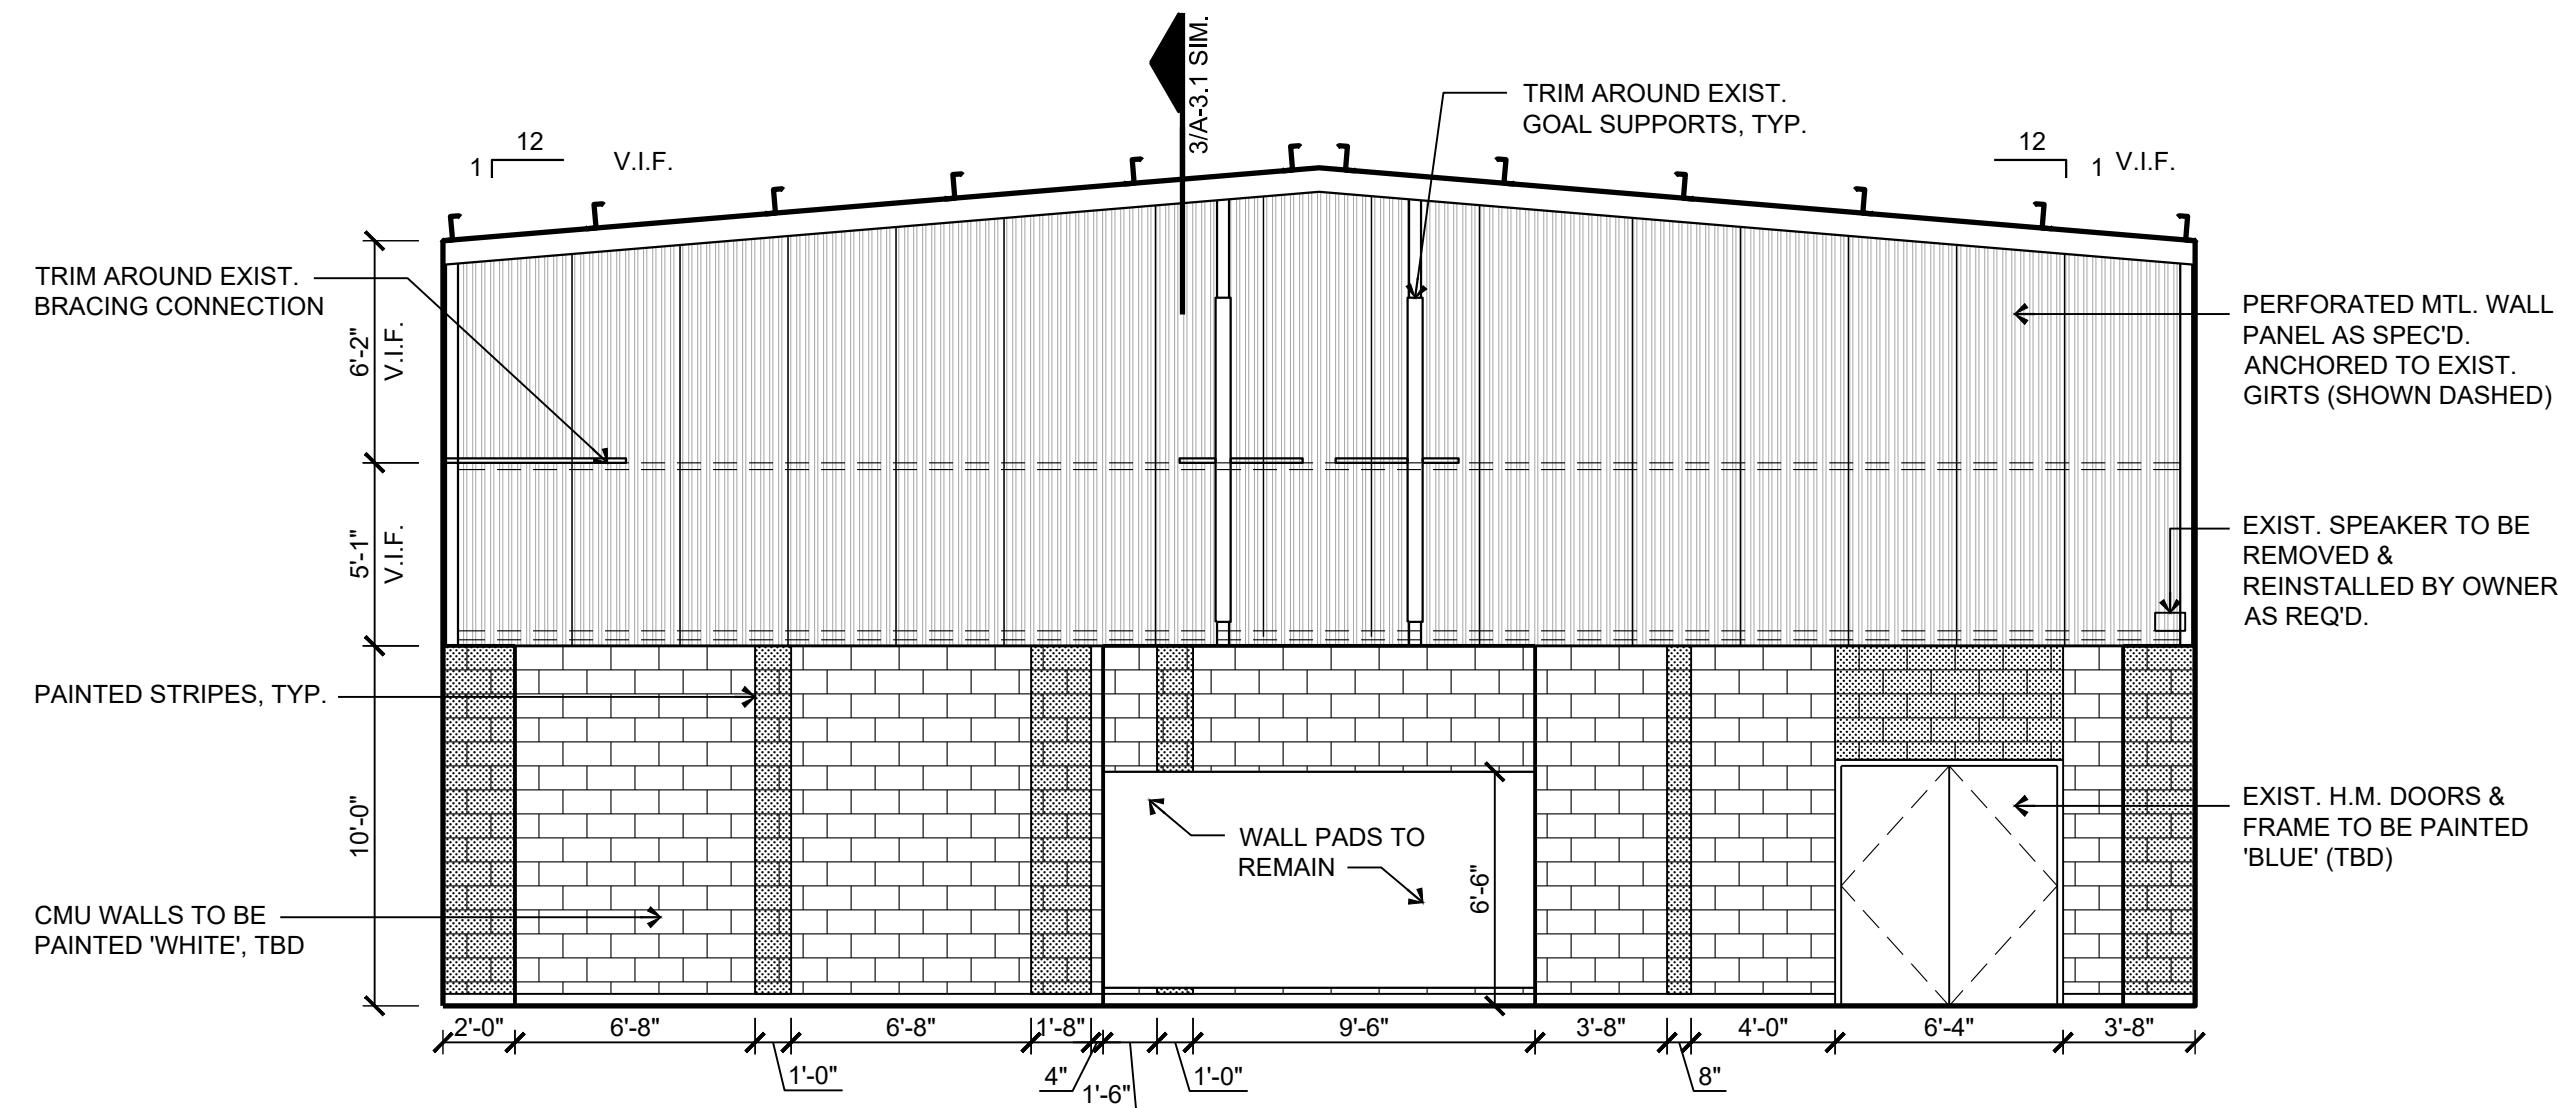 3/A-3.1 SIM.
TRIM AROUND EXIST.
GOAL SUPPORTS, TYP.
12
1
V.I.F.
12
1
V.I.F.
TRIM AROUND EXIST.
BRACING CONNECTION
6'-2"
V.I.F.
5'-1"
V.I.F.
10'-0"
PERFORATED MTL. WALL
PANEL AS SPEC'D.
ANCHORED TO EXIST.
GIRTS (SHOWN DASHED)
EXIST. SPEAKER TO BE
REMOVED &
REINSTALLED BY OWNER
AS REQ'D.
PAINTED STRIPES, TYP.
CMU WALLS TO BE
PAINTED 'WHITE', TBD
WALL PADS TO
REMAIN
6'-6"
EXIST. H.M. DOORS &
FRAME TO BE PAINTED
'BLUE' (TBD)
2'-0"
6'-8"
6'-8"
1'-8"
9'-6"
3'-8"
4'-0"
6'-4"
3'-8"
1'-0"
4"
1'-6"
1'-0"
8"